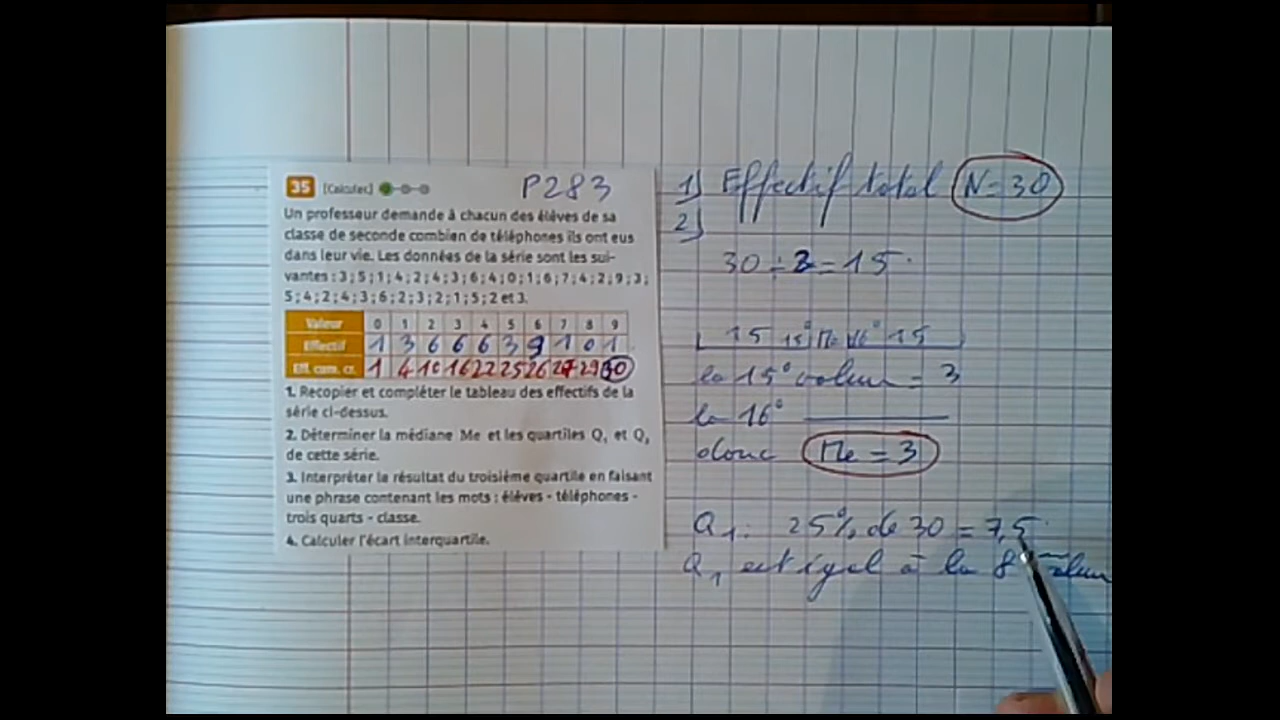 35 [Calculer] P283
Un professeur demande à chacun des élèves de sa
classe de seconde combien de téléphones ils ont eus
dans leur vie. Les données de la série sont les sui-
vantes : 3 ; 5 ; 1 ; 4 ; 2 ; 4 ; 3 ; 6 ; 4 ; 0 ; 1 ; 6 ; 7 ; 4 ; 2 ; 9 ; 3 ;
5 ; 4 ; 2 ; 4 ; 3 ; 6 ; 2 ; 3 ; 2 ; 1 ; 5 ; 2 et 3.
Valeur 0 1 2 3 4 5 6 7 8 9
Effectif 1 3 6 6 6 3 1 0 1
Eff. cum. cr. 1 4 10 16 22 25 26 27 29 30
1. Recopier et compléter le tableau des effectifs de la
série ci-dessus.
2. Déterminer la médiane Me et les quartiles Q1 et Q3
de cette série.
3. Interpréter le résultat du troisième quartile en faisant
une phrase contenant les mots : élèves - téléphones -
trois quarts - classe.
4. Calculer l'écart interquartile.
1) Effectif total N = 30
2)
30 ÷ 2 = 15
15 15° Me 16° 15
la 15° valeur = 3
la 16°
donc Me = 3
Q1: 25% de 30 = 7,5
Q1 est égal à la 8 valeur